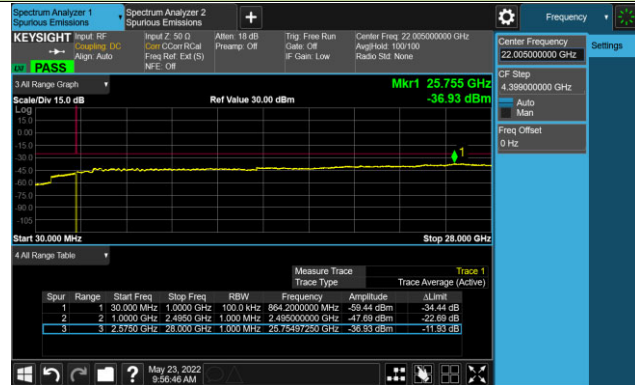 Spectrum Analyzer 1
Spurious Emissions
Spectrum Analyzer 2
Spurious Emissions
+
Frequency
KEYSIGHT
Input: RF
Coupling: DC
Align: Auto
Input Z: 50 Ω
Corr CCorr RCal
Freq Ref: Ext (S)
NFE: Off
Atten: 18 dB
Preamp: Off
Trig: Free Run
Gate: Off
IF Gain: Low
Center Freq: 22.005000000 GHz
Avg|Hold: 100/100
Radio Std: None
PASS
Center Frequency
22.005000000 GHz
Settings
CF Step
4.399000000 GHz
Auto
Man
Freq Offset
0 Hz
3 All Range Graph
Mkr1 25.755 GHz
Scale/Div 15.0 dB
Ref Value 30.00 dBm
-36.93 dBm
Log
15.0
0.00
-15.0
-30.0
-45.0
-60.0
-75.0
-90.0
-105
1
Start 30.000 MHz
Stop 28.000 GHz
4 All Range Table
Measure Trace Trace 1
Trace Type Trace Average (Active)
Spur Range Start Freq Stop Freq RBW Frequency Amplitude ΔLimit
1 1 30.000 MHz 1.0000 GHz 100.0 kHz 864.2000000 MHz -59.44 dBm -34.44 dB
2 2 1.0000 GHz 2.4950 GHz 1.000 MHz 2.495000000 GHz -47.69 dBm -22.69 dB
3 3 2.5750 GHz 28.000 GHz 1.000 MHz 25.75497250 GHz -36.93 dBm -11.93 dB
?
May 23, 2022
9:56:46 AM